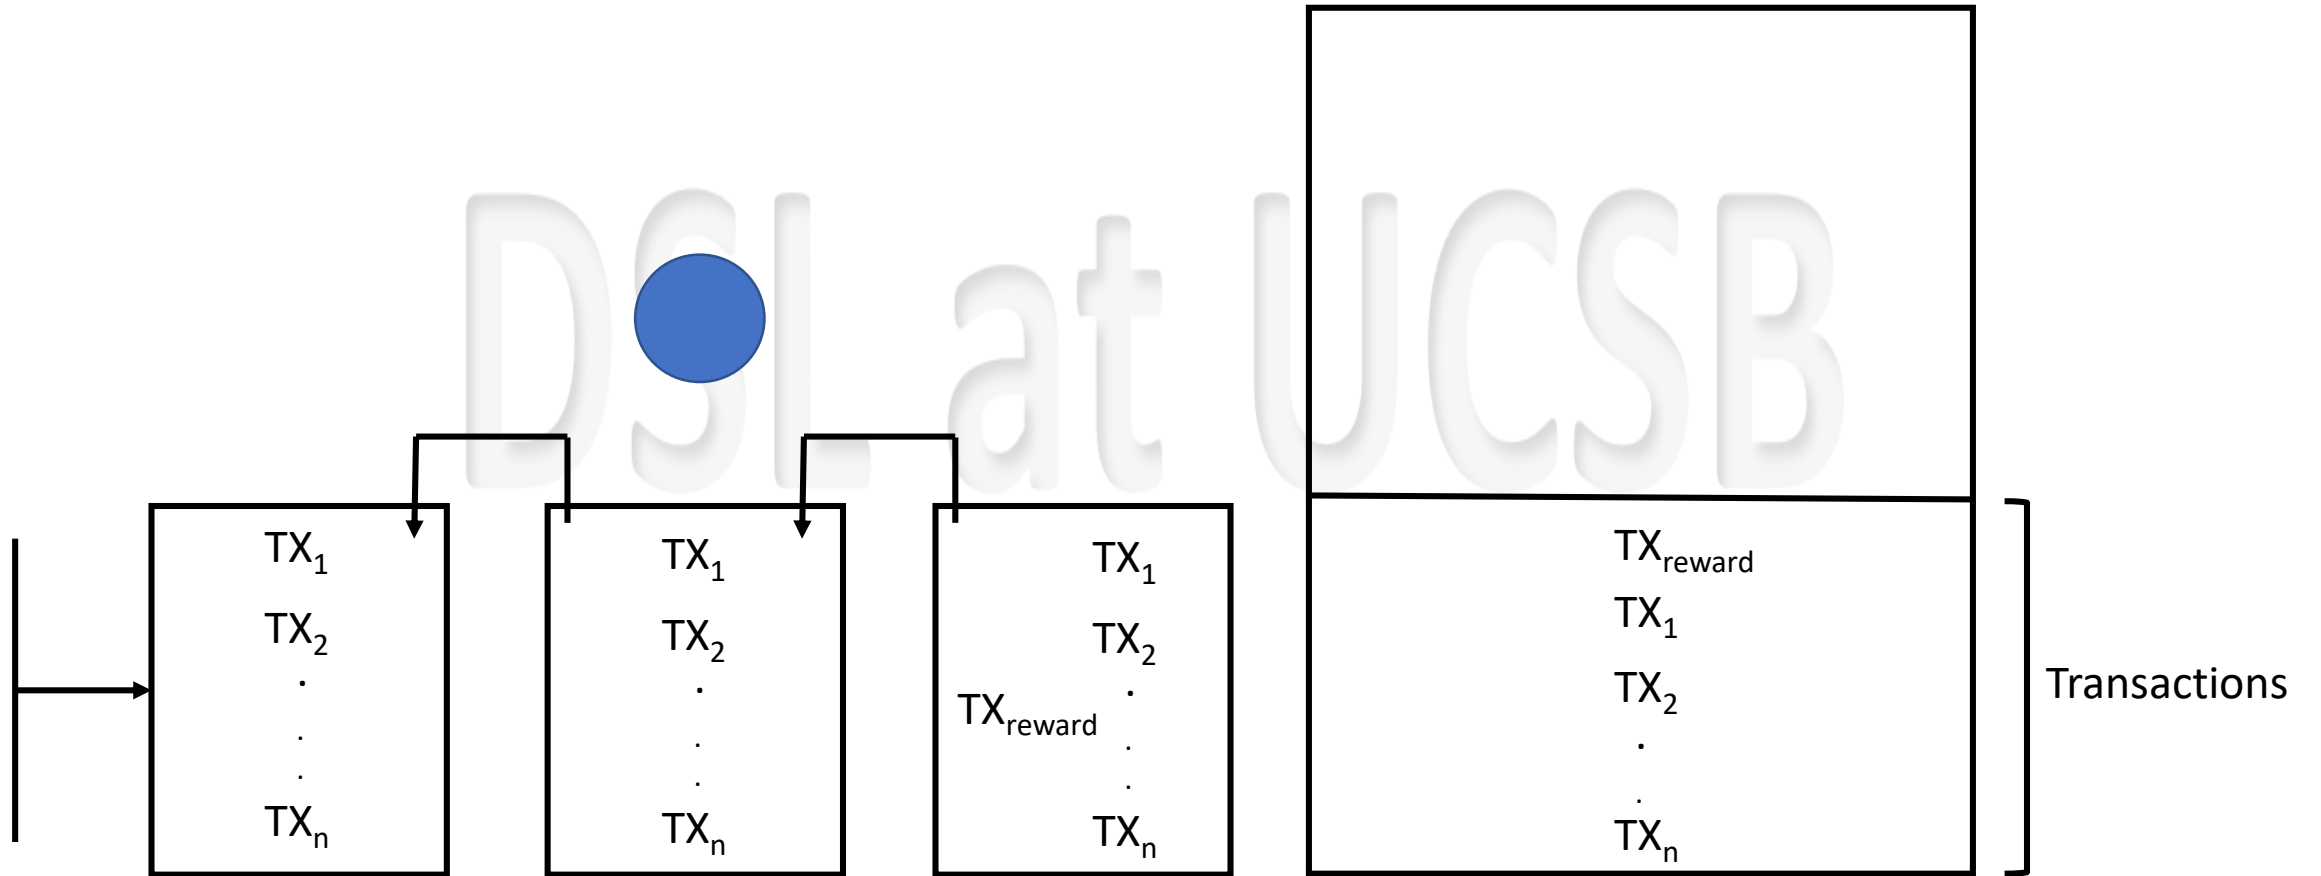 DSL at UCSB
TX1
TX2
.
.
.
TXn
TX1
TX2
.
.
.
TXn
TX1
TX2
.
TXreward
.
.
TXn
TXreward
TX1
TX2
.
.
TXn
Transactions